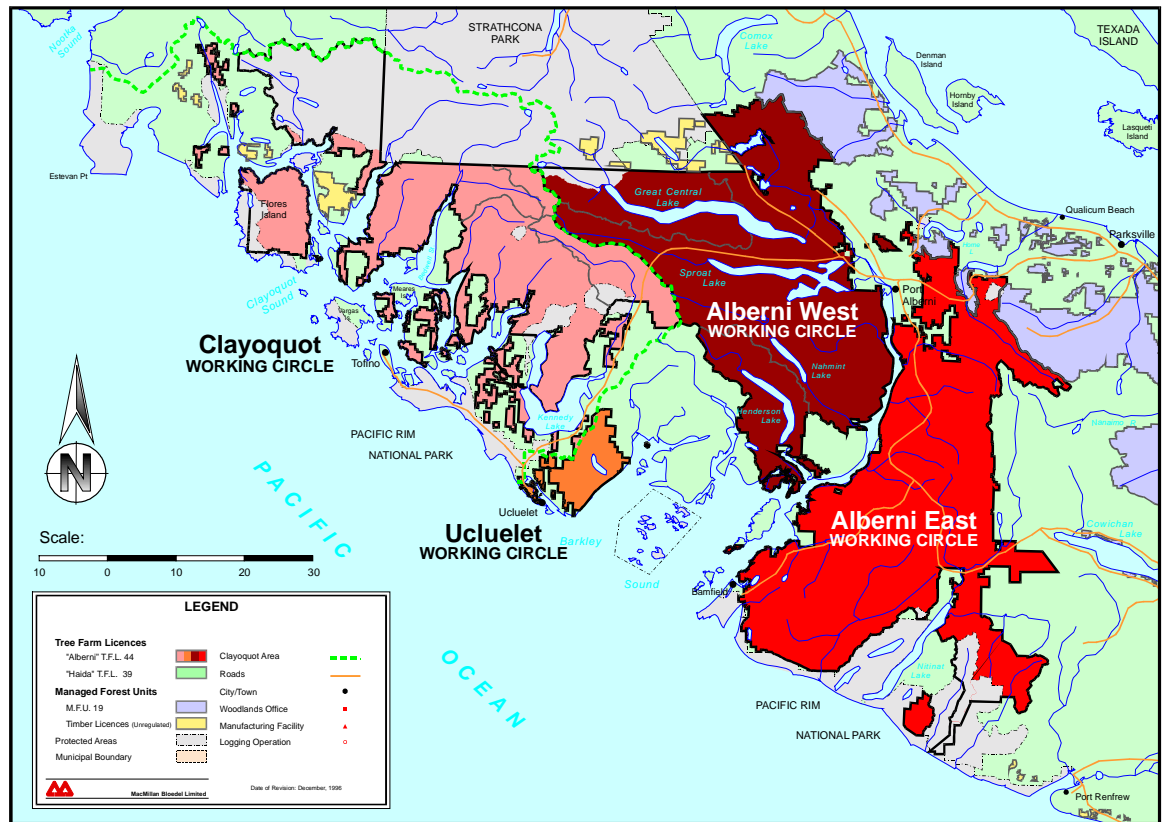 Nootka
Sound
STRATHCONA
PARK
Comox
Lake
TEXADA
ISLAND
Denman
Island
Hornby
Island
Lasqueti
Island
Estevan Pt
Flores
Island
Great Central
Lake
Qualicum Beach
Parksville
Horne
L
Clayoquot
Sound
Meares
Is
Vargas
Is
Sproat
Lake
Port
Alberni
Alberni West
WORKING CIRCLE
Clayoquot
WORKING CIRCLE
Tofino
Nahmint
Lake
Henderson
Lake
Kennedy
Lake
Nanaimo R
N
PACIFIC RIM
NATIONAL PARK
PACIFIC
OCEAN
Ucluelet
Ucluelet
WORKING CIRCLE
Barkley
Sound
Alberni East
WORKING CIRCLE
Cowichan
Lake
Bamfield
Nitinat
Lake
PACIFIC RIM
NATIONAL PARK
Port Renfrew
Scale:
10 0 10 20 30
LEGEND
Tree Farm Licences
"Alberni" T.F.L. 44
"Haida" T.F.L. 39
Managed Forest Units
M.F.U. 19
Timber Licences (Unregulated)
Protected Areas
Municipal Boundary
Clayoquot Area
Roads
City/Town
Woodlands Office
Manufacturing Facility
Logging Operation
MacMillan Bloedel Limited
Date of Revision: December, 1996